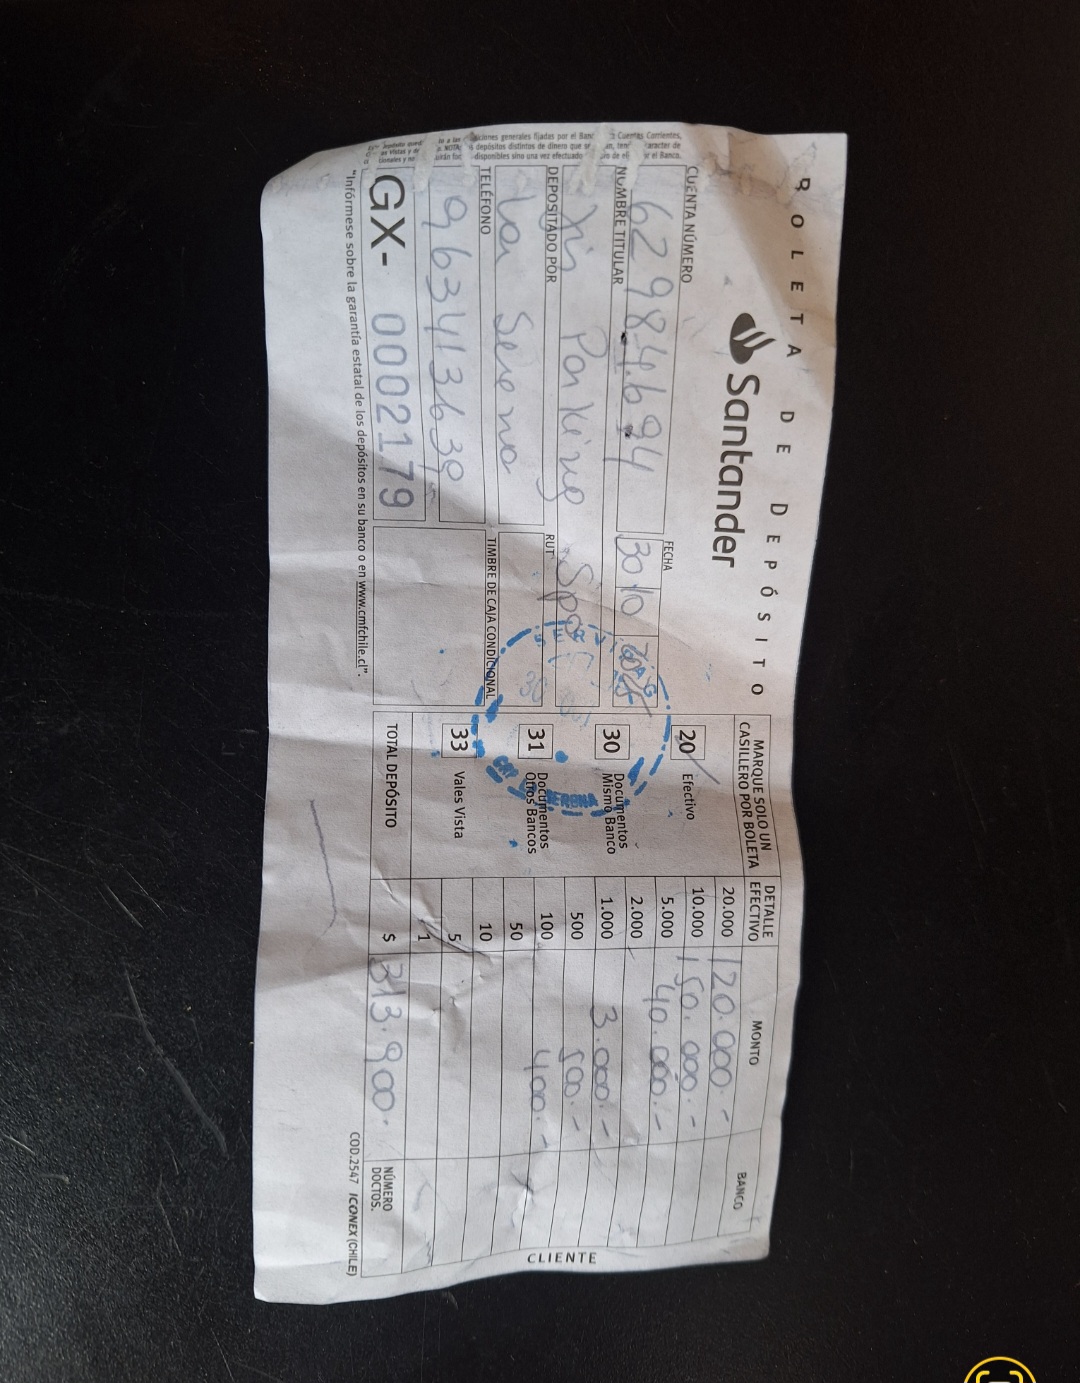 BOLETA DE DEPÓSITO
Santander
CUENTA NÚMERO
FECHA
62984694
30 10 2025
NOMBRE TITULAR
Parking SpA
DEPOSITADO POR
RUT
La Serena
TELÉFONO
TIMBRE DE CAJA CONDICIONAL
963413639
GX- 0002179
"Infórmese sobre la garantía estatal de los depósitos en su banco o en www.cmfchile.cl".
MARQUE SOLO UN
CASILLERO POR BOLETA
20 Efectivo
30 Documentos
Mismo Banco
31 Documentos
Otros Bancos
33 Vales Vista
DETALLE
EFECTIVO
MONTO
BANCO
20.000 120.000.-
10.000 150.000.-
5.000 40.000.-
2.000
1.000 3.000.-
500 500.-
100 400.-
50
10
5
1
TOTAL DEPÓSITO $ 313.900.
NÚMERO
DOCTOS.
COD.2547 ICONEX (CHILE)
CLIENTE